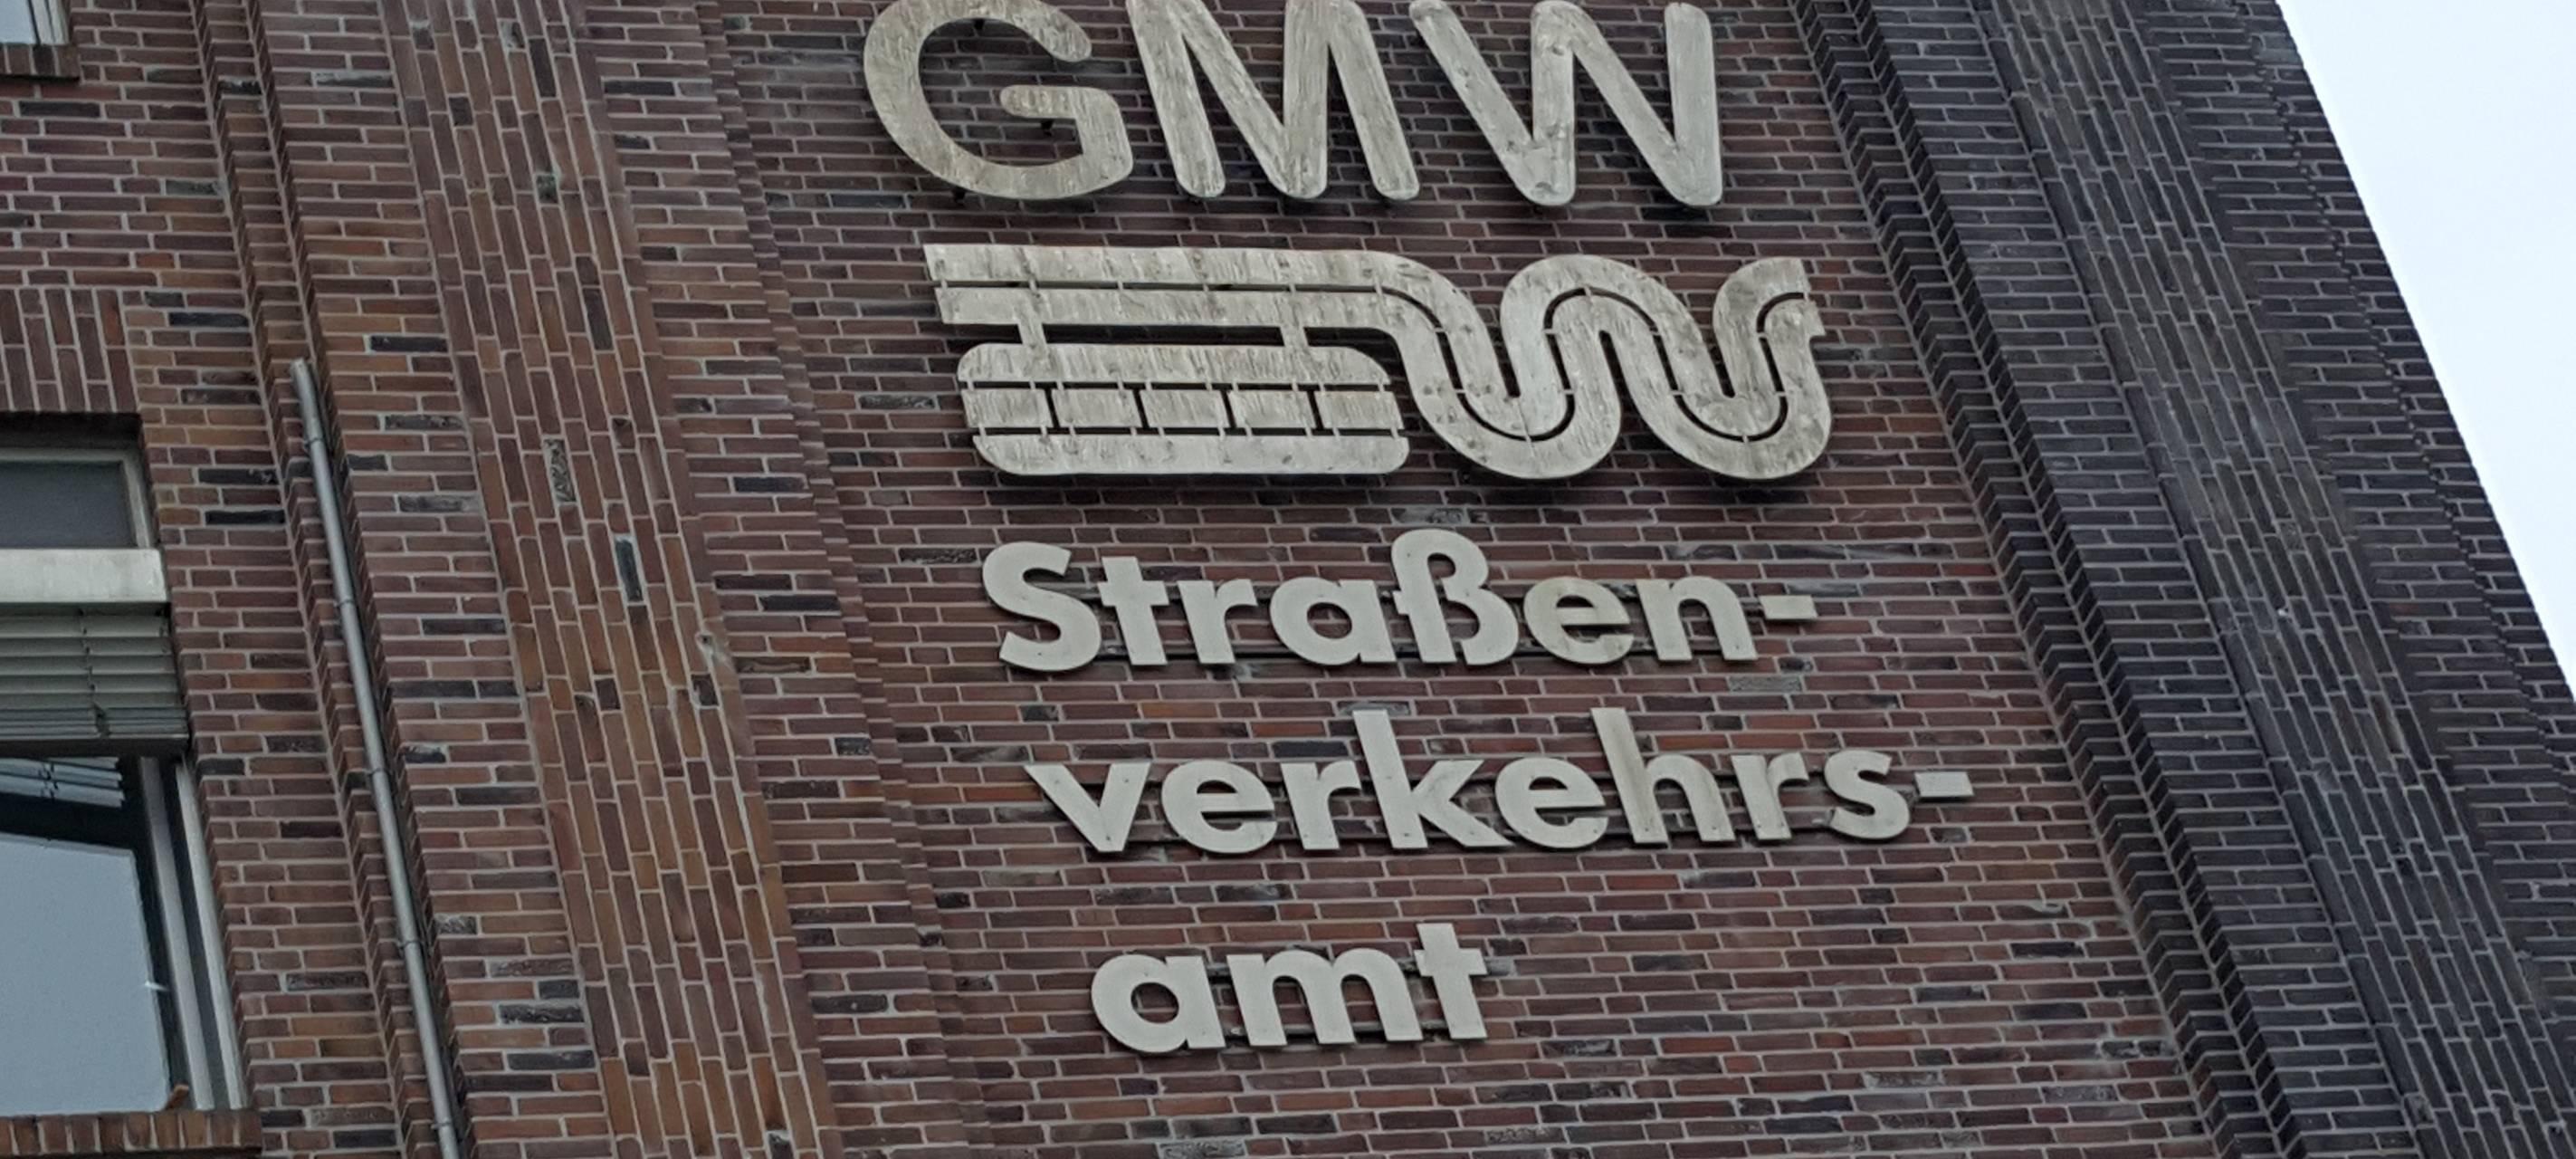 GMW
Straßen-
verkehrs-
amt